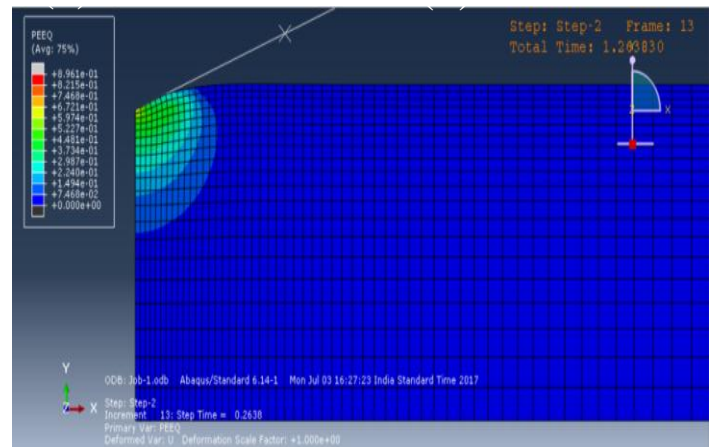 PEEQ
(Avg: 75%)
+8.961e-01
+8.215e-01
+7.468e-01
+6.721e-01
+5.974e-01
+5.227e-01
+4.481e-01
+3.734e-01
+2.987e-01
+2.240e-01
+1.494e-01
+7.468e-02
+0.000e+00
Step: Step-2 Frame: 13
Total Time: 1.263830
X
Y
Z X
ODB: Job-1.odb Abaqus/Standard 6.14-1 Mon Jul 03 16:27:23 India Standard Time 2017
Step: Step-2
Increment 13: Step Time = 0.2638
Primary Var: PEEQ
Deformed Var: U Deformation Scale Factor: +1.000e+00